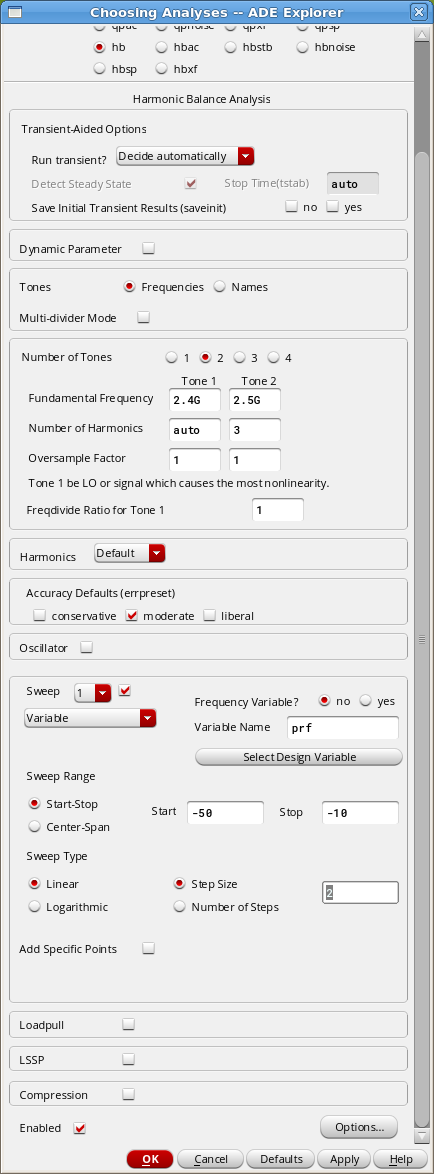 Choosing Analyses -- ADE Explorer
qpac qpnoise qpxf qpsp
hb hbac hbstb hbnoise
hbsp hbxf
Harmonic Balance Analysis
Transient-Aided Options
Run transient? Decide automatically
Detect Steady State Stop Time(tstab) auto
Save Initial Transient Results (saveinit) no yes
Dynamic Parameter
Tones Frequencies Names
Multi-divider Mode
Number of Tones 1 2 3 4
Tone 1 Tone 2
Fundamental Frequency 2.4G 2.5G
Number of Harmonics auto 3
Oversample Factor 1 1
Tone 1 be LO or signal which causes the most nonlinearity.
Freqdivide Ratio for Tone 1 1
Harmonics Default
Accuracy Defaults (errpreset)
conservative moderate liberal
Oscillator
Sweep 1
Variable
Frequency Variable? no yes
Variable Name prf
Select Design Variable
Sweep Range
Start-Stop Start -50 Stop -10
Center-Span
Sweep Type
Linear Step Size 2
Logarithmic Number of Steps
Add Specific Points
Loadpull
LSSP
Compression
Enabled Options...
OK Cancel Defaults Apply Help